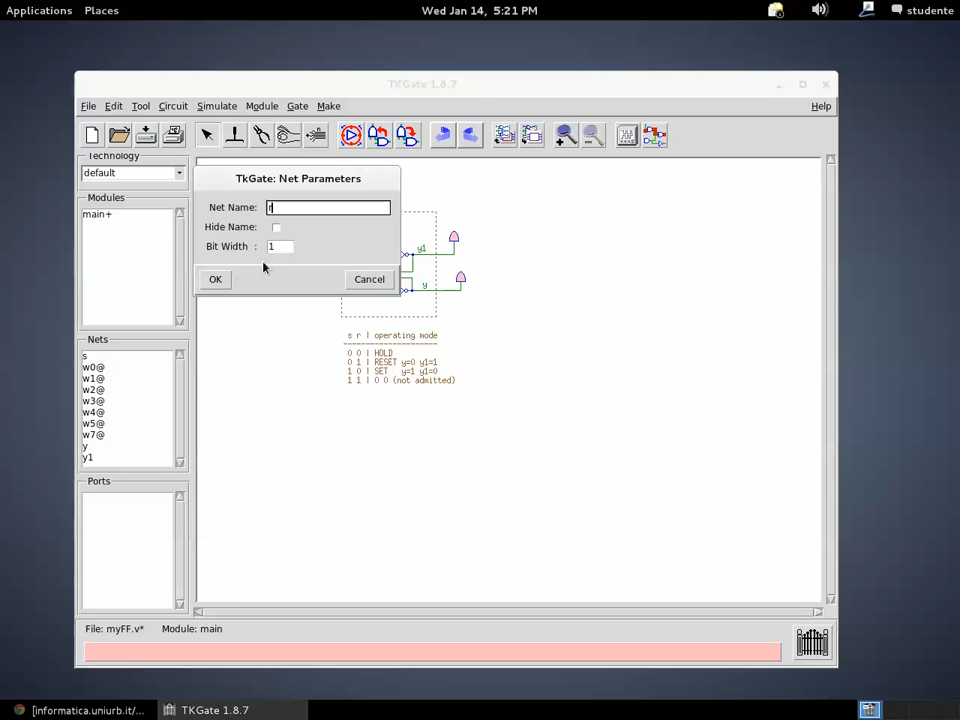 Applications Places Wed Jan 14, 5:21 PM studente
TKGate 1.8.7
File Edit Tool Circuit Simulate Module Gate Make Help
Technology
default
Modules
main+
Nets
s
w0@
w1@
w2@
w3@
w4@
w5@
w7@
y
y1
Ports
TkGate: Net Parameters
Net Name: r
Hide Name:
Bit Width : 1
OK Cancel
y1
y
s r | operating mode
0 0 | HOLD
0 1 | RESET y=0 y1=1
1 0 | SET y=1 y1=0
1 1 | 0 0 (not admitted)
File: myFF.v* Module: main
[informatica.uniurb.it/... TKGate 1.8.7